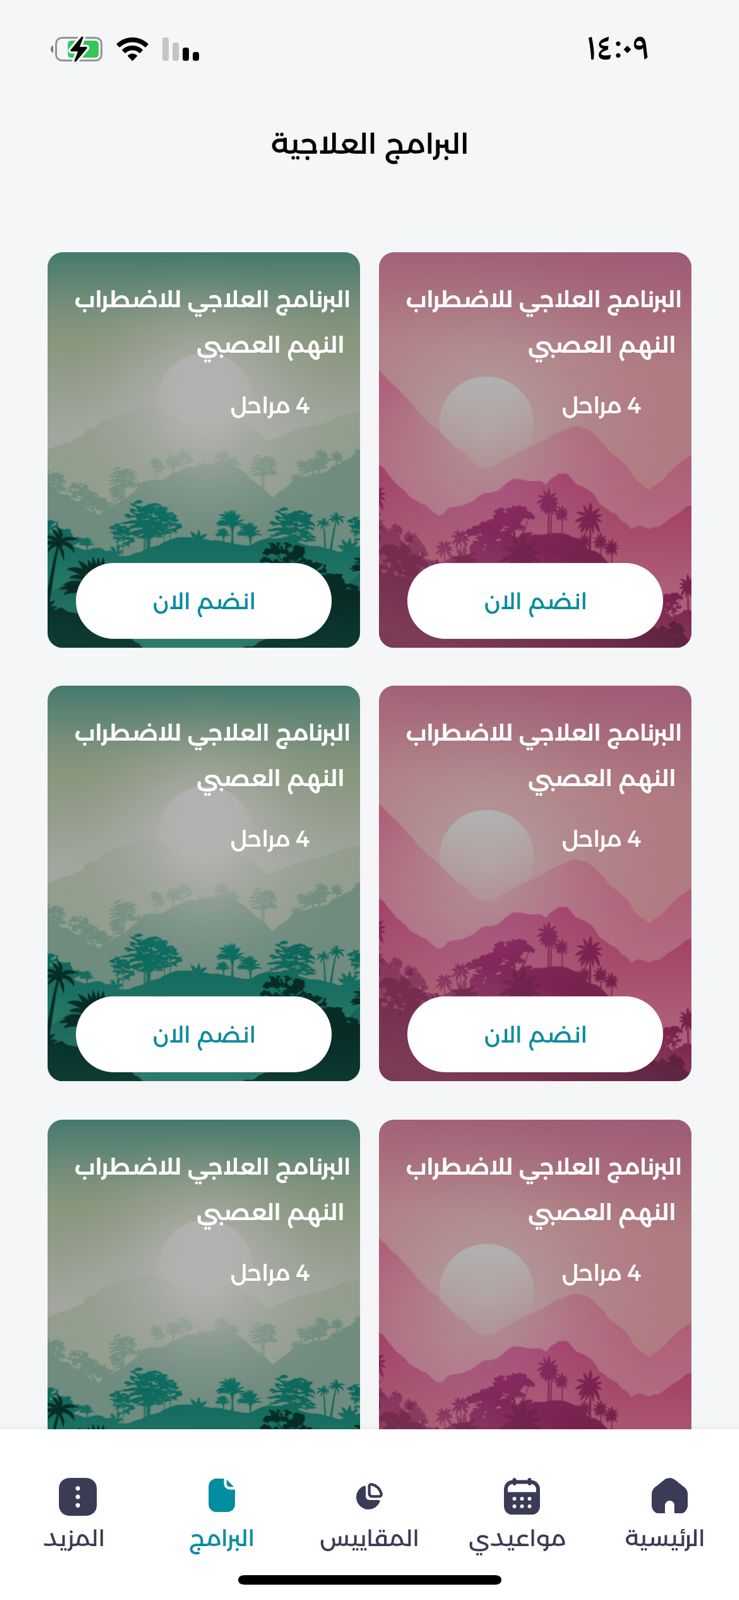 ١٤:٠٩
البرامج العلاجية
البرنامج العلاجي للاضطراب
النهم العصبي
4 مراحل
انضم الان
البرنامج العلاجي للاضطراب
النهم العصبي
4 مراحل
انضم الان
البرنامج العلاجي للاضطراب
النهم العصبي
4 مراحل
انضم الان
البرنامج العلاجي للاضطراب
النهم العصبي
4 مراحل
انضم الان
البرنامج العلاجي للاضطراب
النهم العصبي
4 مراحل
البرنامج العلاجي للاضطراب
النهم العصبي
4 مراحل
الرئيسية
مواعيدي
المقاييس
البرامج
المزيد